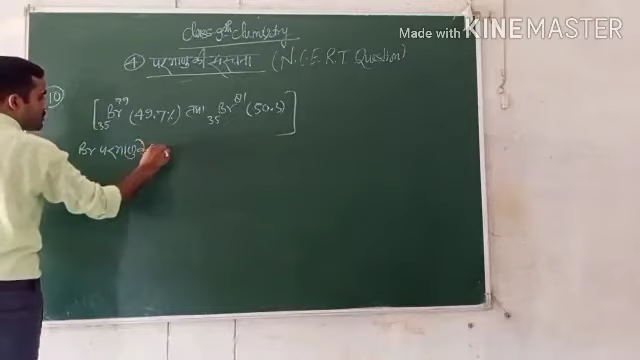 Made with KINEMASTER
Class 9th Chemistry
④ परमाणु की संरचना (N.C.E.R.T Question)
10
[ ₃₅Br⁷⁹ (49.7%) तथा ₃₅Br⁸¹ (50.3) ]
Br परमाणु के